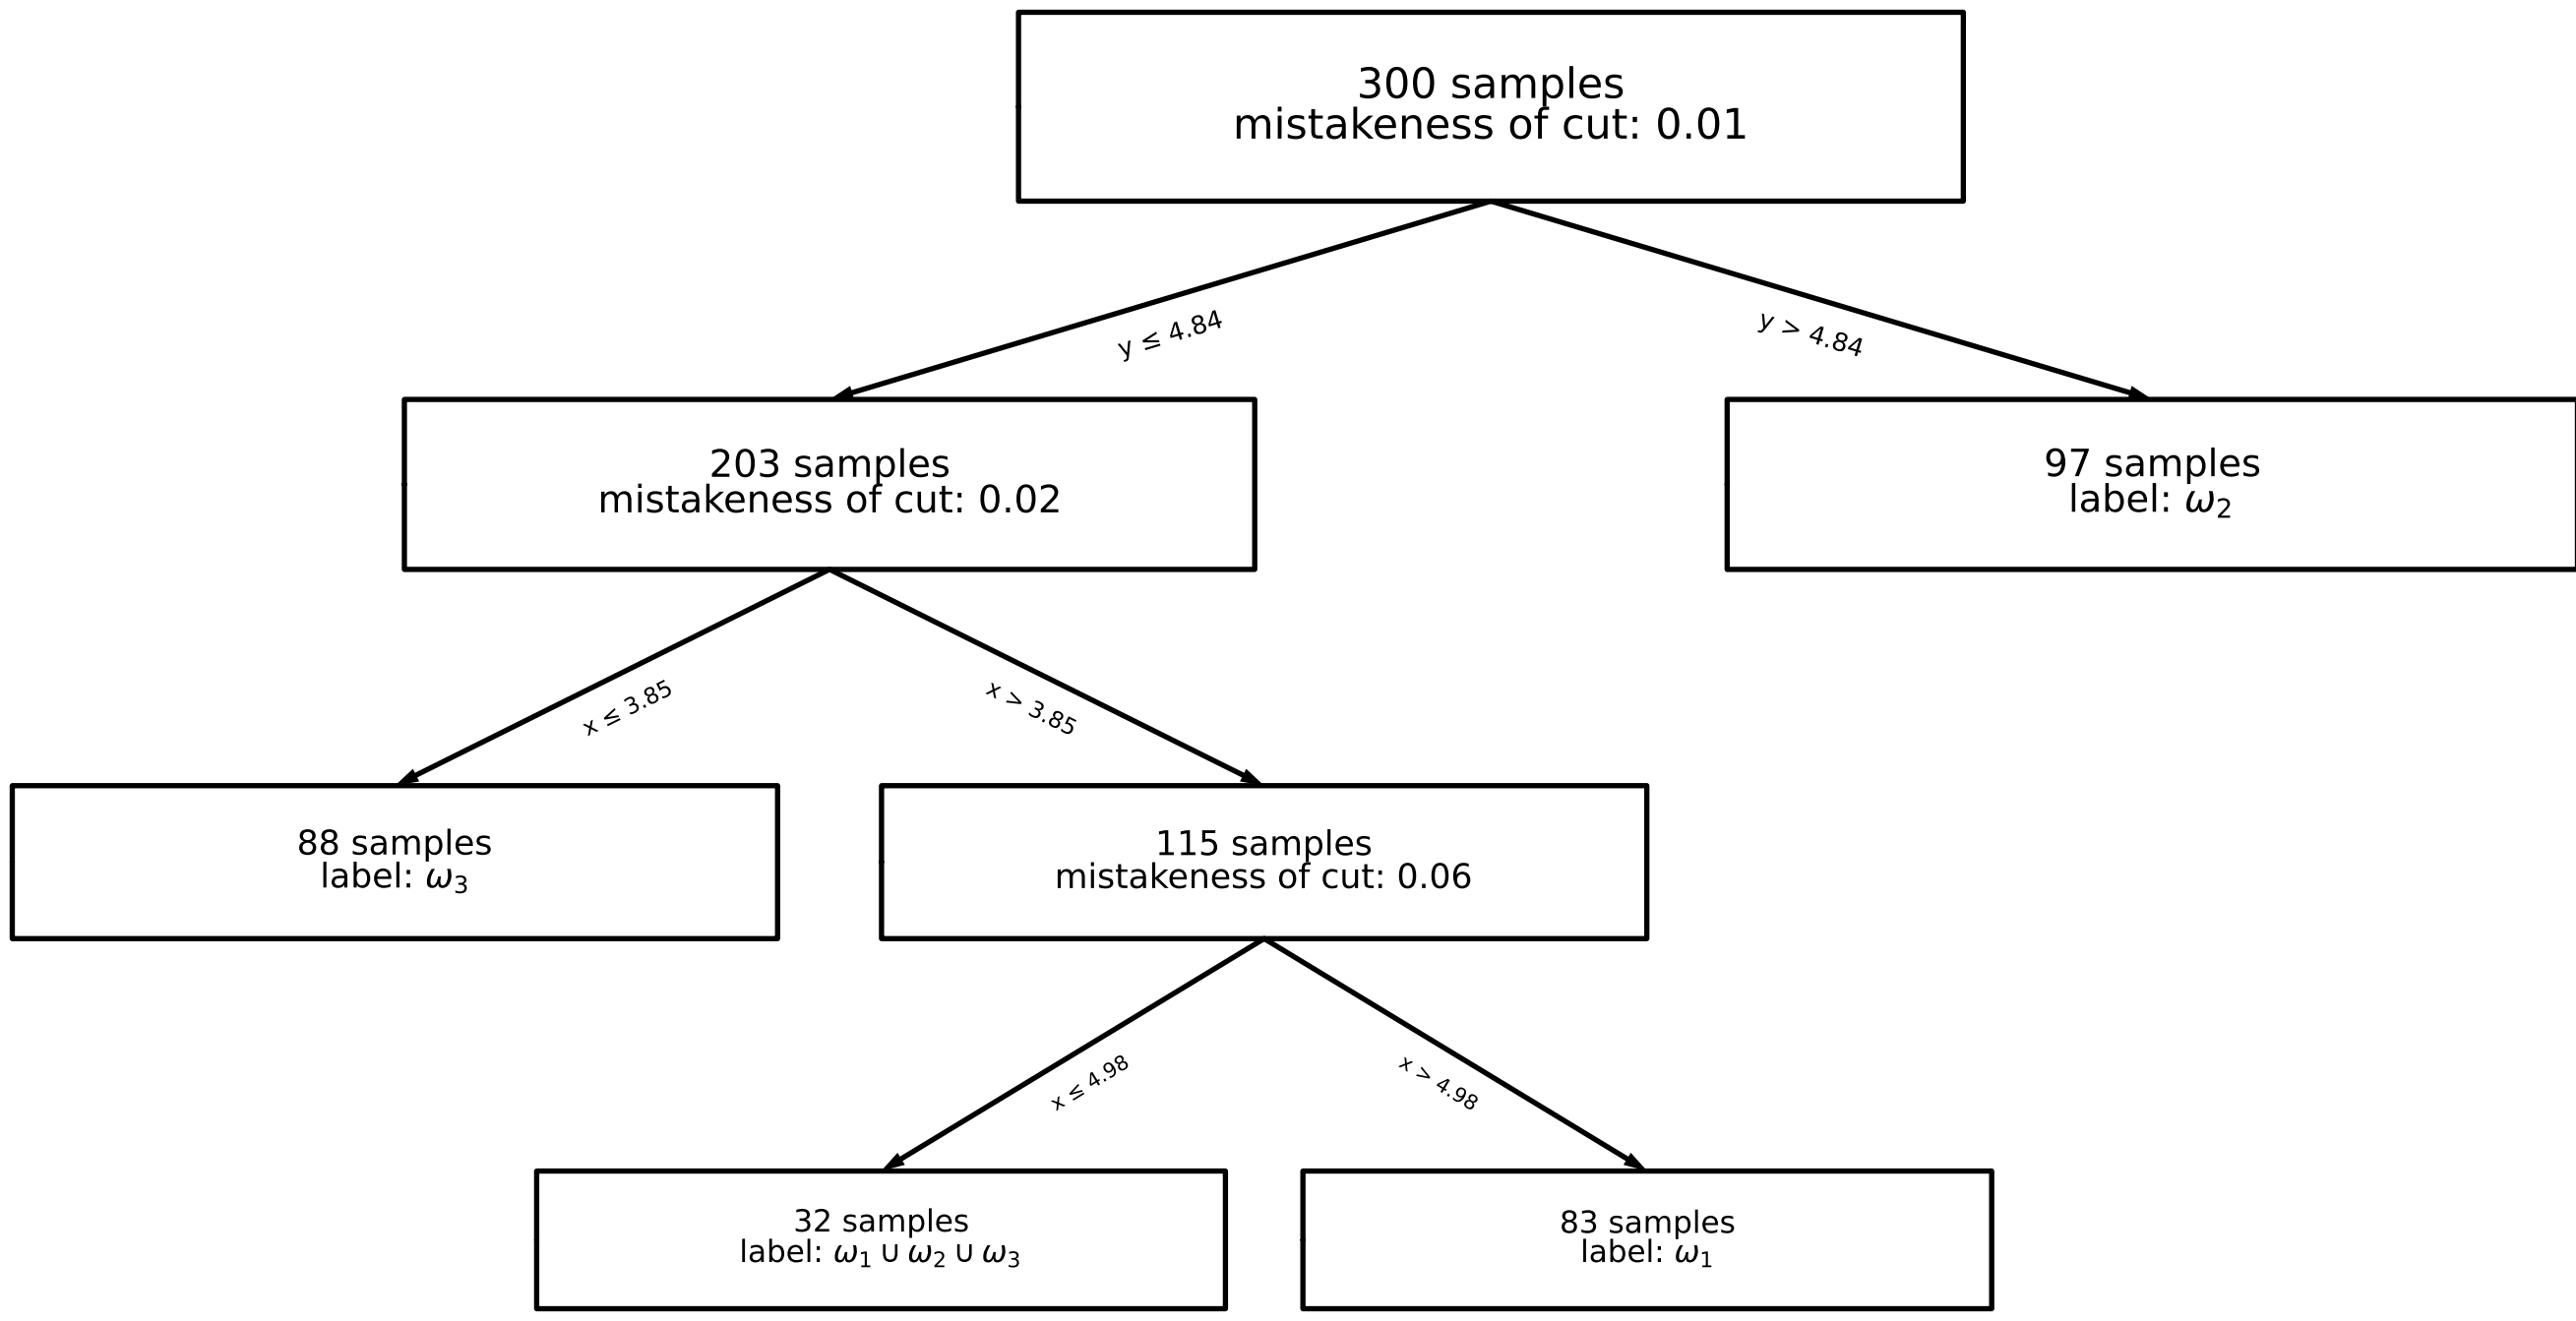 300 samples
mistakeness of cut: 0.01
y ≤ 4.84
y > 4.84
203 samples
mistakeness of cut: 0.02
97 samples
label: ω₂
x ≤ 3.85
x > 3.85
88 samples
label: ω₃
115 samples
mistakeness of cut: 0.06
x ≤ 4.98
x > 4.98
32 samples
label: ω₁ ∪ ω₂ ∪ ω₃
83 samples
label: ω₁